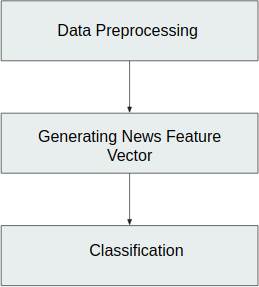 Data Preprocessing
Generating News Feature
Vector
Classification